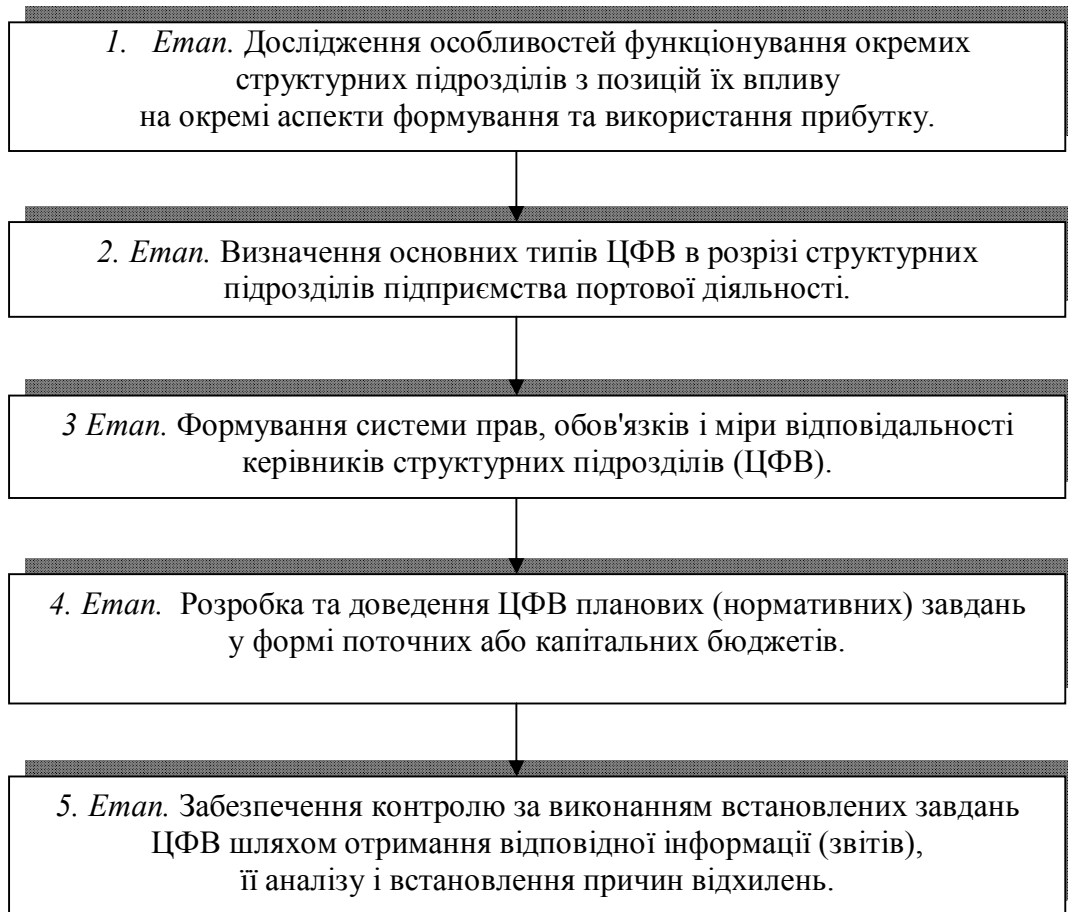 1. Етап. Дослідження особливостей функціонування окремих
структурних підрозділів з позицій їх впливу
на окремі аспекти формування та використання прибутку.
2. Етап. Визначення основних типів ЦФВ в розрізі структурних
підрозділів підприємства портової діяльності.
3 Етап. Формування системи прав, обов'язків і міри відповідальності
керівників структурних підрозділів (ЦФВ).
4. Етап. Розробка та доведення ЦФВ планових (нормативних) завдань
у формі поточних або капітальних бюджетів.
5. Етап. Забезпечення контролю за виконанням встановлених завдань
ЦФВ шляхом отримання відповідної інформації (звітів),
її аналізу і встановлення причин відхилень.